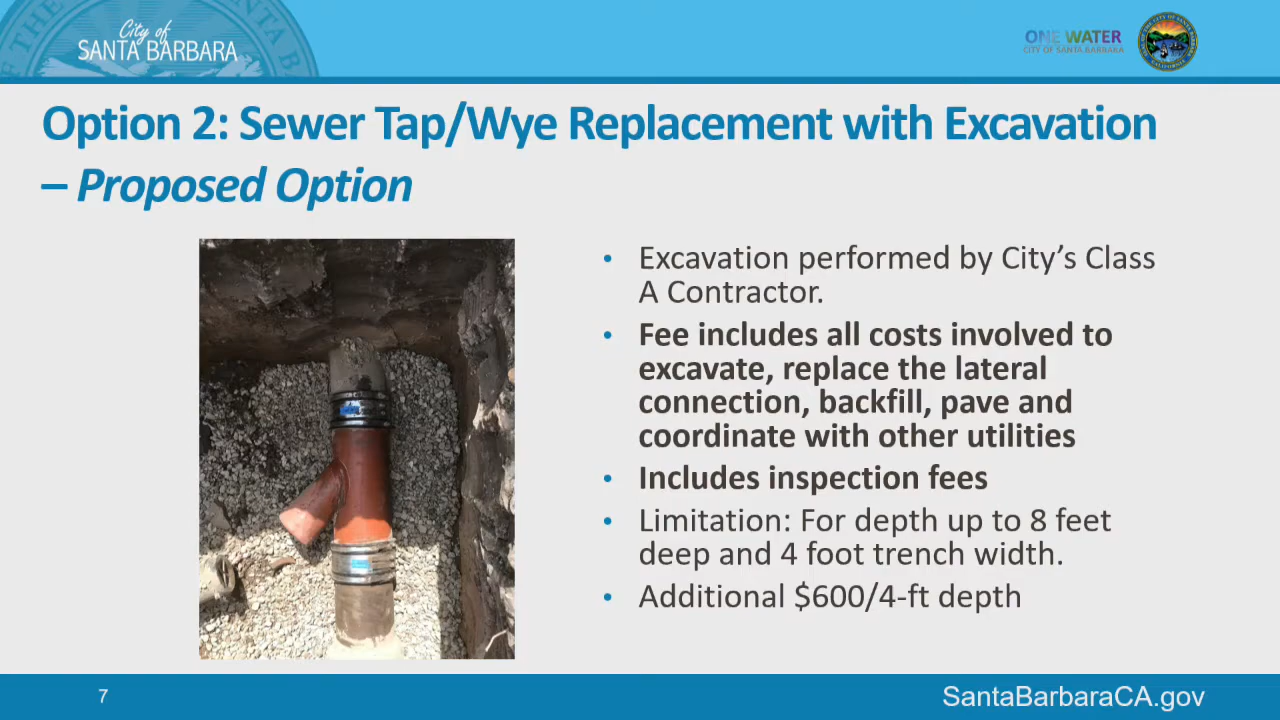 City of
SANTA BARBARA
ONE WATER
CITY OF SANTA BARBARA
Option 2: Sewer Tap/Wye Replacement with Excavation
– Proposed Option
• Excavation performed by City’s Class
A Contractor.
• Fee includes all costs involved to
excavate, replace the lateral
connection, backfill, pave and
coordinate with other utilities
• Includes inspection fees
• Limitation: For depth up to 8 feet
deep and 4 foot trench width.
• Additional $600/4-ft depth
7
SantaBarbaraCA.gov